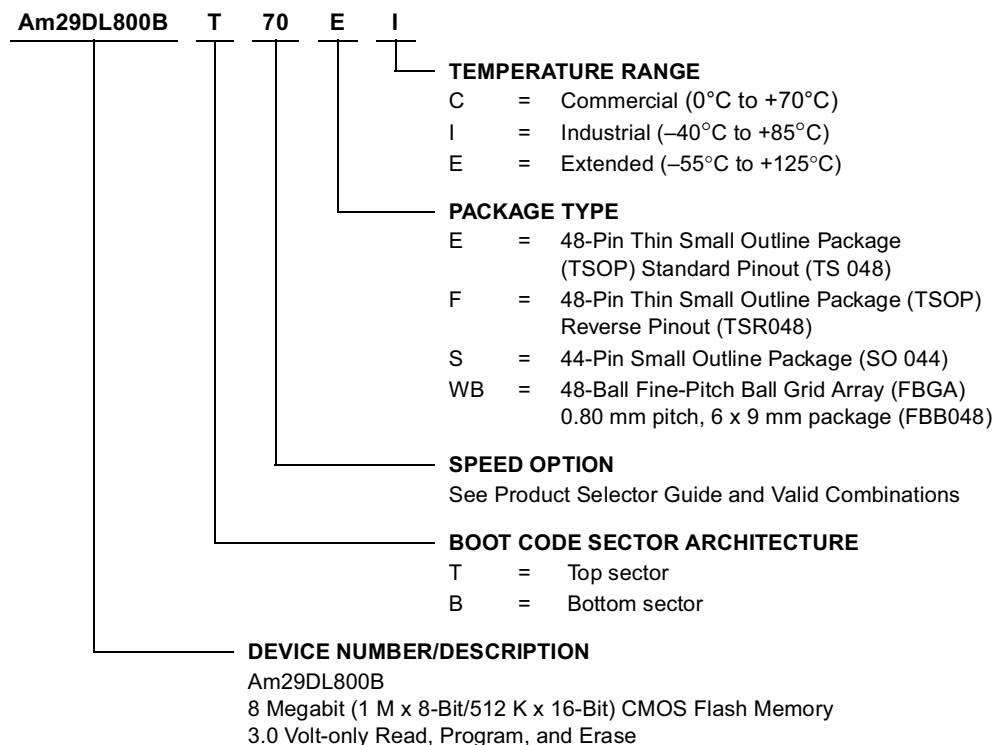 Am29DL800B T 70 E I
TEMPERATURE RANGE
C = Commercial (0°C to +70°C)
I = Industrial (–40°C to +85°C)
E = Extended (–55°C to +125°C)
PACKAGE TYPE
E = 48-Pin Thin Small Outline Package
(TSOP) Standard Pinout (TS 048)
F = 48-Pin Thin Small Outline Package (TSOP)
Reverse Pinout (TSR048)
S = 44-Pin Small Outline Package (SO 044)
WB = 48-Ball Fine-Pitch Ball Grid Array (FBGA)
0.80 mm pitch, 6 x 9 mm package (FBB048)
SPEED OPTION
See Product Selector Guide and Valid Combinations
BOOT CODE SECTOR ARCHITECTURE
T = Top sector
B = Bottom sector
DEVICE NUMBER/DESCRIPTION
Am29DL800B
8 Megabit (1 M x 8-Bit/512 K x 16-Bit) CMOS Flash Memory
3.0 Volt-only Read, Program, and Erase